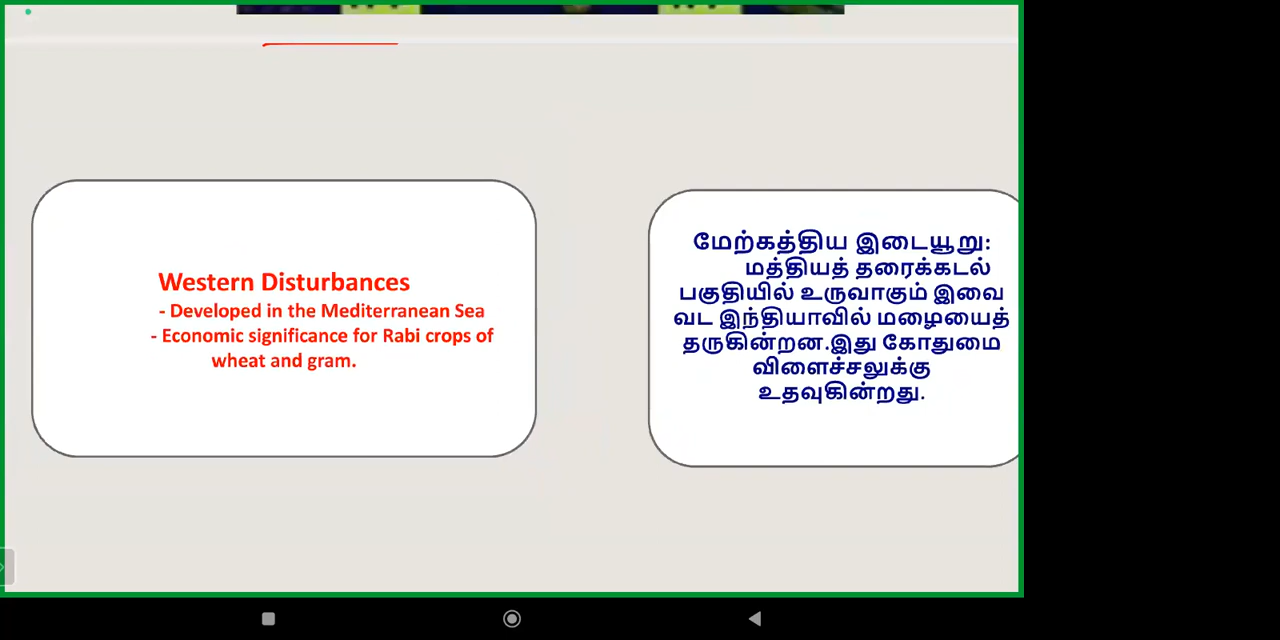 Western Disturbances
- Developed in the Mediterranean Sea
- Economic significance for Rabi crops of
wheat and gram.
மேற்கத்திய இடையூறு:
மத்தியத் தரைக்கடல்
பகுதியில் உருவாகும் இவை
வட இந்தியாவில் மழையைத்
தருகின்றன.இது கோதுமை
விளைச்சலுக்கு
உதவுகின்றது.